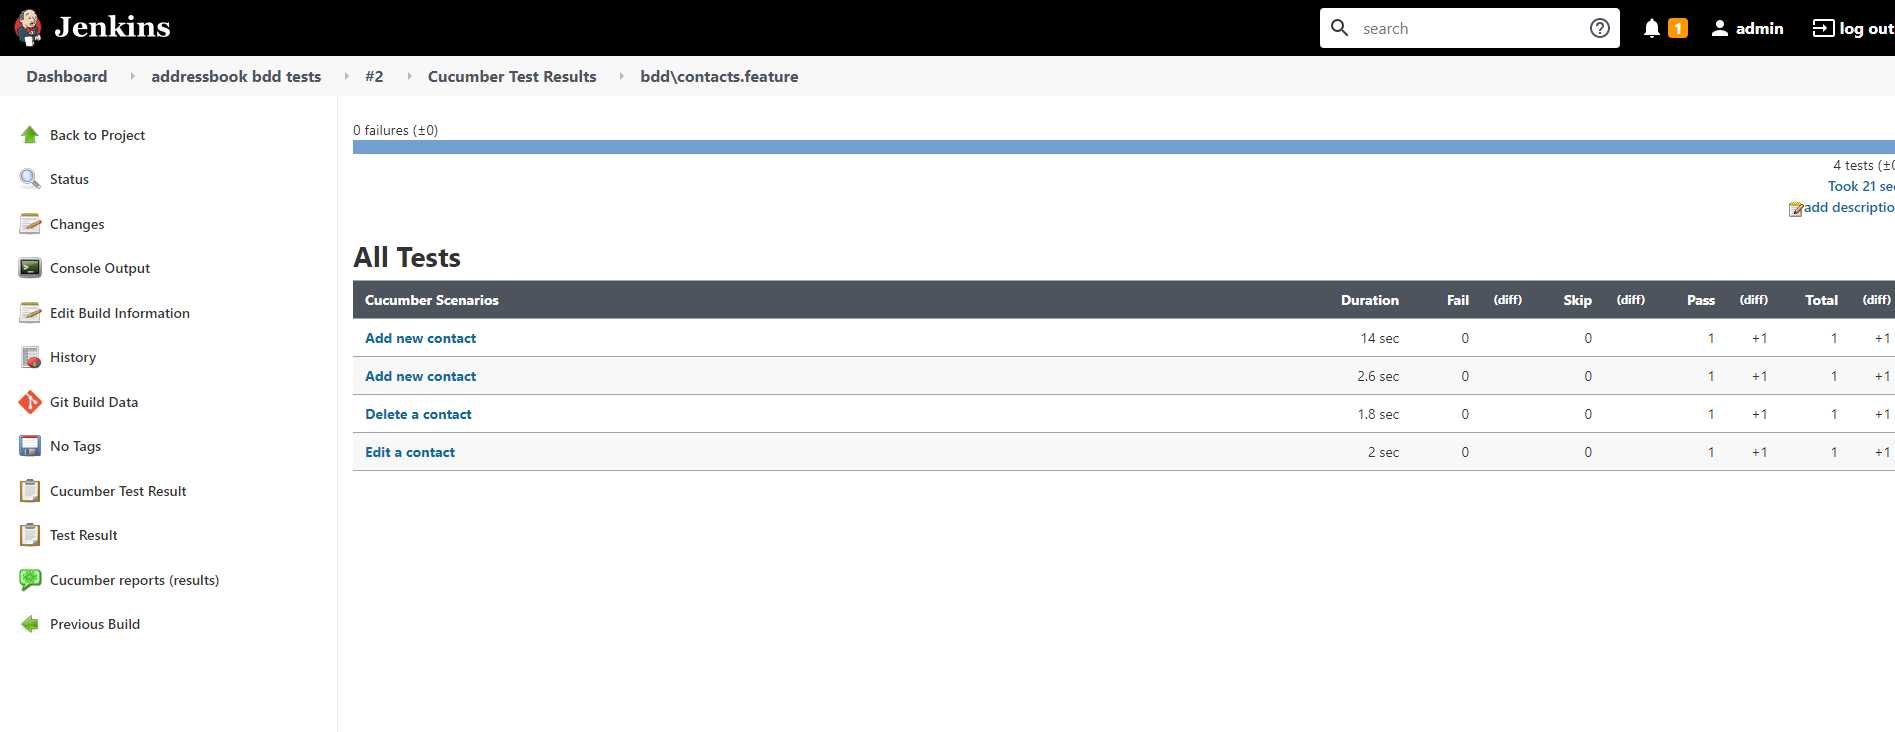 Jenkins
search
1
admin
log out
Dashboard
addressbook bdd tests
#2
Cucumber Test Results
bdd\contacts.feature
Back to Project
Status
Changes
Console Output
Edit Build Information
History
Git Build Data
No Tags
Cucumber Test Result
Test Result
Cucumber reports (results)
Previous Build
0 failures (±0)
4 tests (±0
Took 21 sec
add descriptio
All Tests
Cucumber Scenarios Duration Fail (diff) Skip (diff) Pass (diff) Total (diff)
Add new contact 14 sec 0 0 1 +1 1 +1
Add new contact 2.6 sec 0 0 1 +1 1 +1
Delete a contact 1.8 sec 0 0 1 +1 1 +1
Edit a contact 2 sec 0 0 1 +1 1 +1